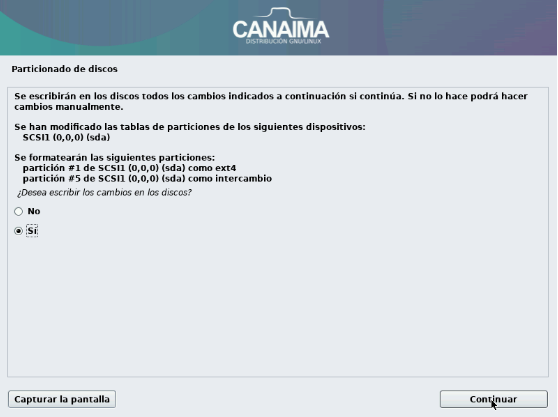 CANAIMA
DISTRIBUCIÓN GNU/LINUX
Particionado de discos
Se escribirán en los discos todos los cambios indicados a continuación si continúa. Si no lo hace podrá hacer
cambios manualmente.
Se han modificado las tablas de particiones de los siguientes dispositivos:
SCSI1 (0,0,0) (sda)
Se formatearán las siguientes particiones:
partición #1 de SCSI1 (0,0,0) (sda) como ext4
partición #5 de SCSI1 (0,0,0) (sda) como intercambio
¿Desea escribir los cambios en los discos?
No
Sí
Capturar la pantalla
Continuar